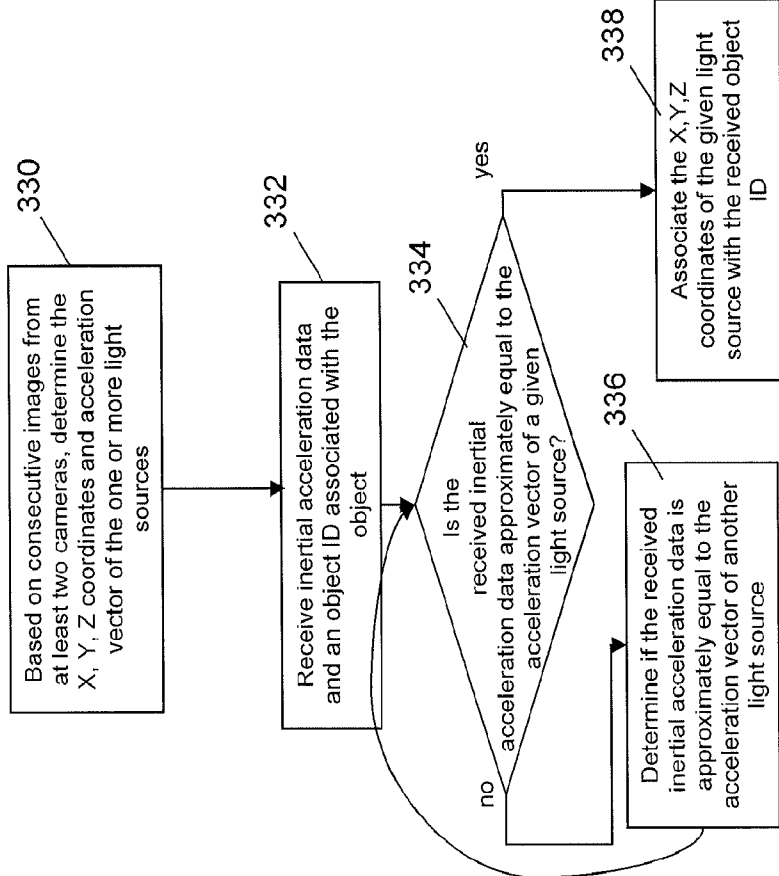 330
Based on consecutive images from
at least two cameras, determine the
X, Y, Z coordinates and acceleration
vector of the one or more light
sources
332
Receive inertial acceleration data
and an object ID associated with the
object
334
Is the
received inertial
acceleration data approximately equal to the
acceleration vector of a given
light source?
no
yes
336
Determine if the received
inertial acceleration data is
approximately equal to the
acceleration vector of another
light source
338
Associate the X,Y,Z
coordinates of the given light
source with the received object
ID